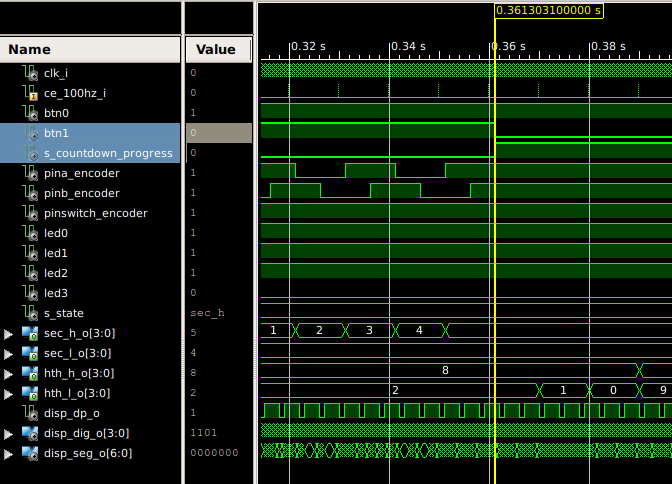 0.361303100000 s
Name
Value
0.32 s
0.34 s
0.36 s
0.38 s
clk_i
0
ce_100hz_i
0
btn0
1
btn1
0
s_countdown_progress
0
pina_encoder
1
pinb_encoder
1
pinswitch_encoder
1
led0
1
led1
1
led2
1
led3
0
s_state
sec_h
sec_h_o[3:0]
5
1
2
3
4
sec_l_o[3:0]
4
hth_h_o[3:0]
8
8
hth_l_o[3:0]
2
2
1
0
9
disp_dp_o
1
disp_dig_o[3:0]
1101
disp_seg_o[6:0]
0000000